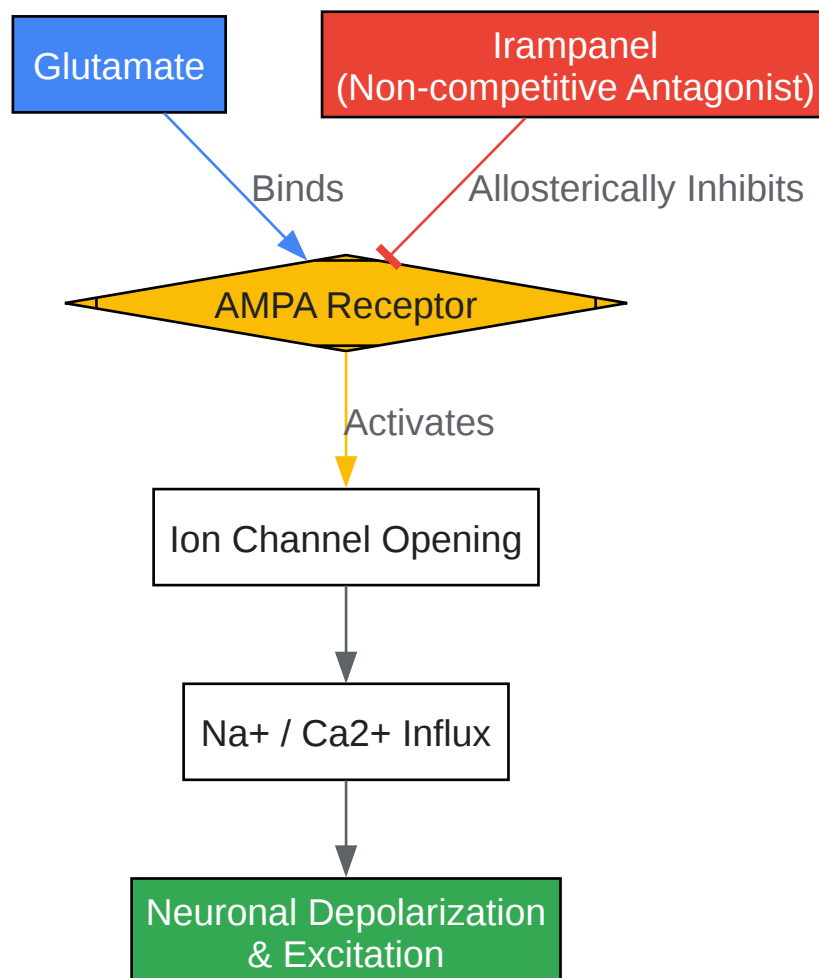 Glutamate
Irampanel
(Non-competitive Antagonist)
Binds
Allosterically Inhibits
AMPA Receptor
Activates
Ion Channel Opening
Na+ / Ca2+ Influx
Neuronal Depolarization
& Excitation